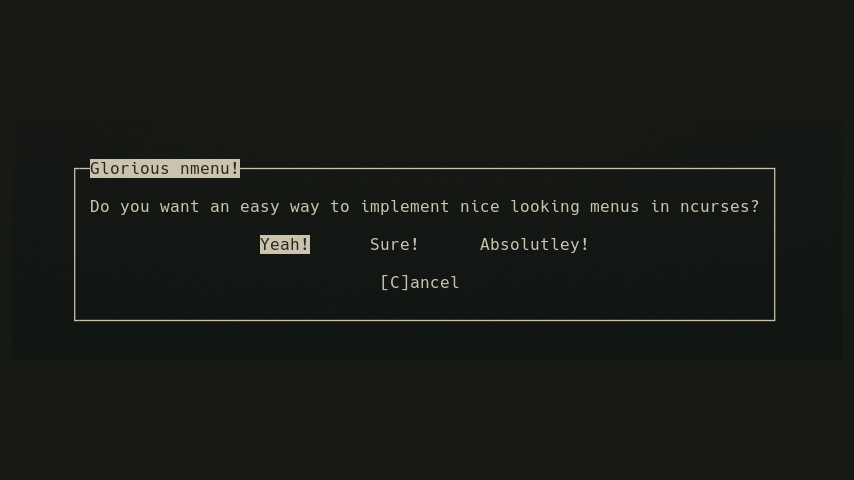 Glorious nmenu!
Do you want an easy way to implement nice looking menus in ncurses?
Yeah! Sure! Absolutley!
[C]ancel